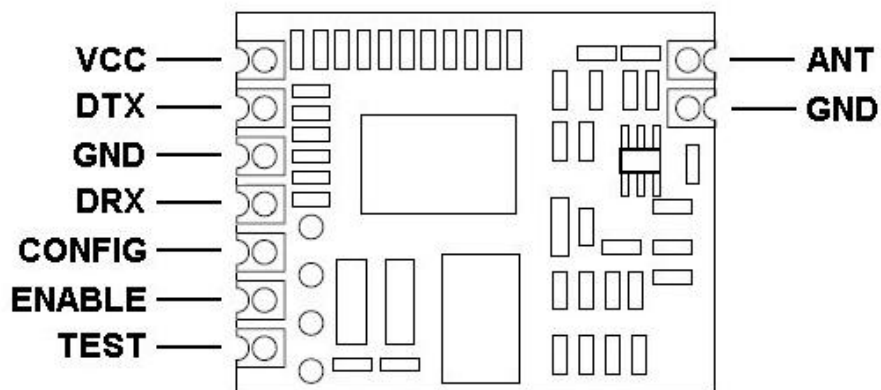 VCC
DTX
GND
DRX
CONFIG
ENABLE
TEST
ANT
GND